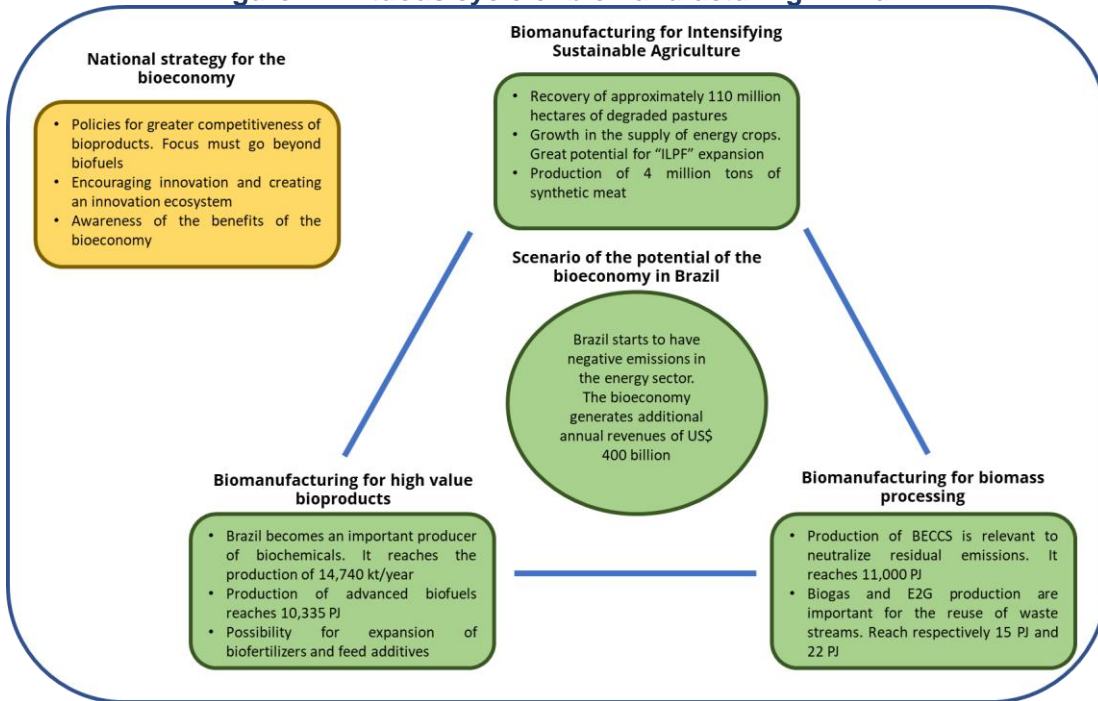 National strategy for the
bioeconomy
• Policies for greater competitiveness of
bioproducts. Focus must go beyond
biofuels
• Encouraging innovation and creating
an innovation ecosystem
• Awareness of the benefits of the
bioeconomy
Biomanufacturing for Intensifying
Sustainable Agriculture
• Recovery of approximately 110 million
hectares of degraded pastures
• Growth in the supply of energy crops.
Great potential for “ILPF” expansion
• Production of 4 million tons of
synthetic meat
Scenario of the potential of the
bioeconomy in Brazil
Brazil starts to have
negative emissions in
the energy sector.
The bioeconomy
generates additional
annual revenues of US$
400 billion
Biomanufacturing for high value
bioproducts
• Brazil becomes an important producer
of biochemicals. It reaches the
production of 14,740 kt/year
• Production of advanced biofuels
reaches 10,335 PJ
• Possibility for expansion of
biofertilizers and feed additives
Biomanufacturing for biomass
processing
• Production of BECCS is relevant to
neutralize residual emissions. It
reaches 11,000 PJ
• Biogas and E2G production are
important for the reuse of waste
streams. Reach respectively 15 PJ and
22 PJ